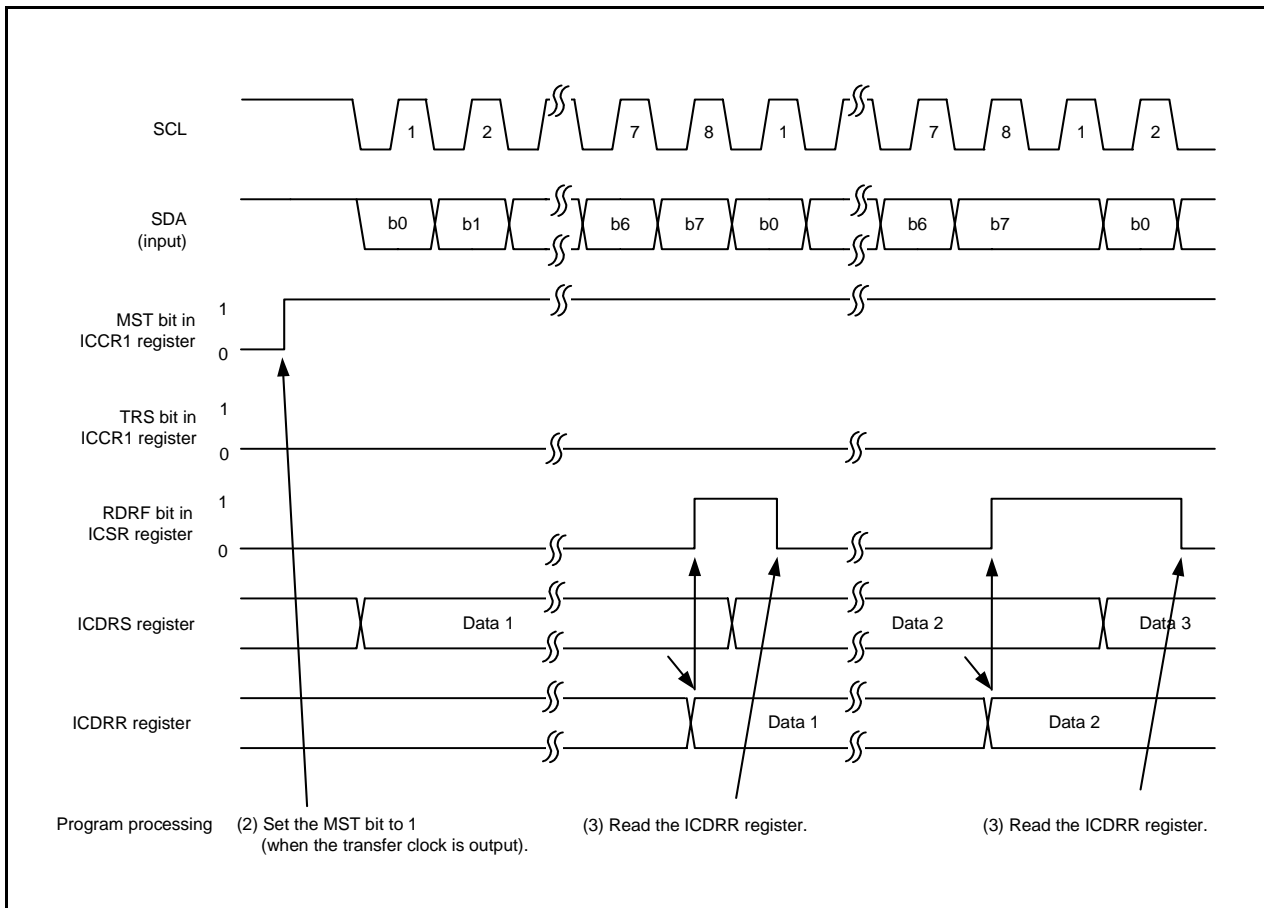 SCL
1 2 7 8 1 7 8 1 2
SDA
(input)
b0 b1 b6 b7 b0 b6 b7 b0
MST bit in
ICCR1 register
1
0
TRS bit in
ICCR1 register
1
0
RDRF bit in
ICSR register
1
0
ICDRS register
Data 1 Data 2 Data 3
ICDRR register
Data 1 Data 2
Program processing (2) Set the MST bit to 1 (3) Read the ICDRR register. (3) Read the ICDRR register.
(when the transfer clock is output).